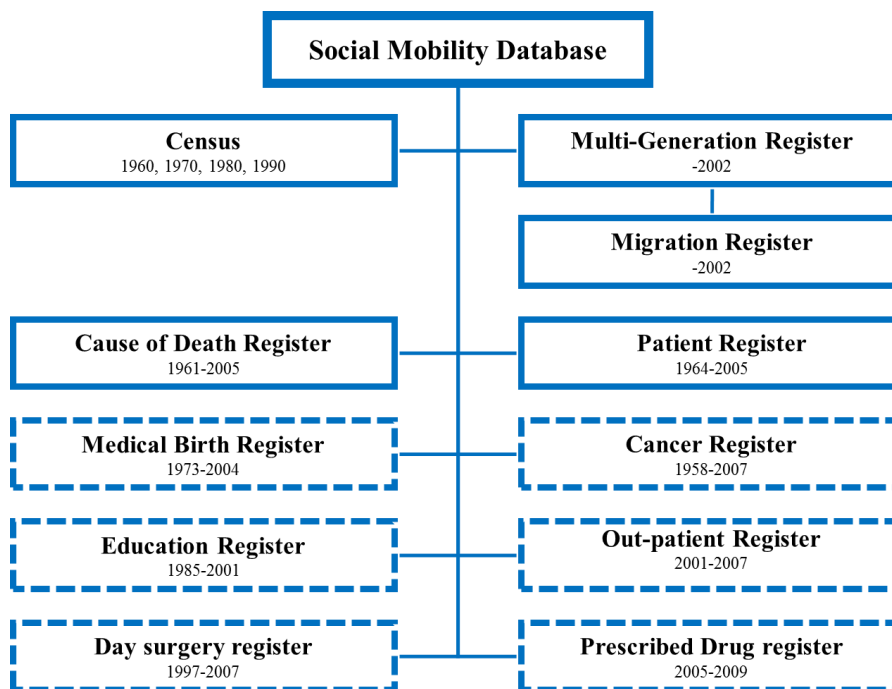 Social Mobility Database
Census
1960, 1970, 1980, 1990
Multi-Generation Register
-2002
Migration Register
-2002
Cause of Death Register
1961-2005
Patient Register
1964-2005
Medical Birth Register
1973-2004
Cancer Register
1958-2007
Education Register
1985-2001
Out-patient Register
2001-2007
Day surgery register
1997-2007
Prescribed Drug register
2005-2009